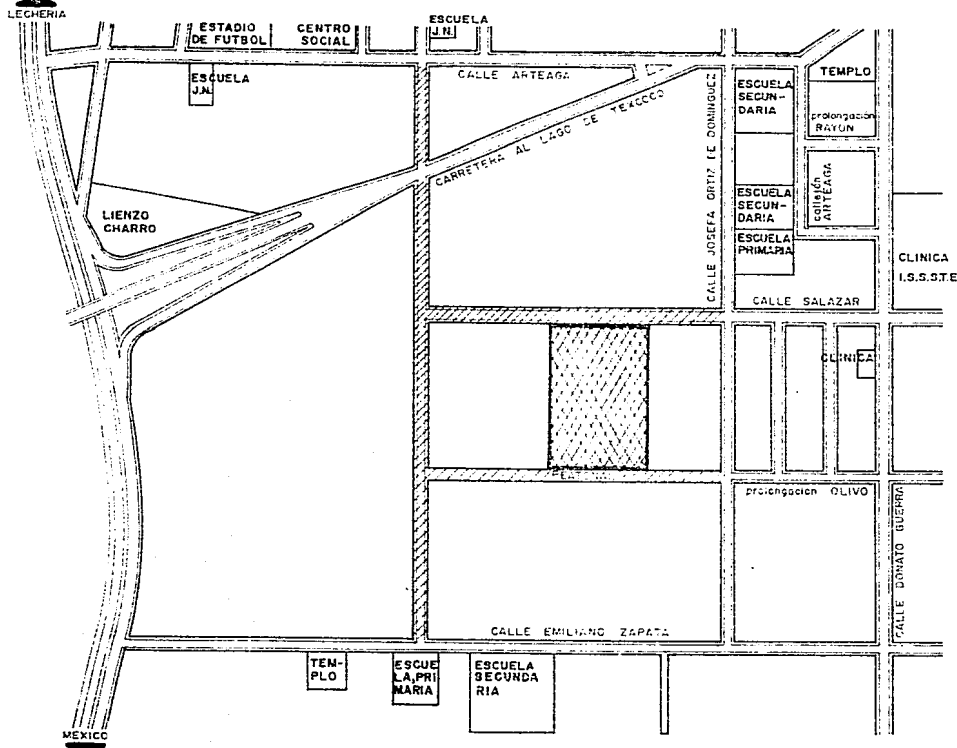 LECHERIA
ESTADIO
DE FUTBOL
CENTRO
SOCIAL
ESCUELA
J.N.
ESCUELA
J.N.
CALLE ARTEAGA
CARRETERA AL LAGO DE TEXCOCO
CALLE JOSEFA ORTIZ DE DOMINGUEZ
ESCUELA
SECUN-
DARIA
TEMPLO
prolongación
RAYON
callejón
ARTEAGA
ESCUELA
SECUN-
DARIA
ESCUELA
PRIMARIA
LIENZO
CHARRO
CLINICA
I.S.S.S.T.E
CALLE SALAZAR
CLINICA
prolongacion OLIVO
CALLE DONATO GUERRA
CALLE EMILIANO ZAPATA
TEM-
PLO
ESCUE
LA,PRI
MARIA
ESCUELA
SECUNDA
RIA
MEXICO